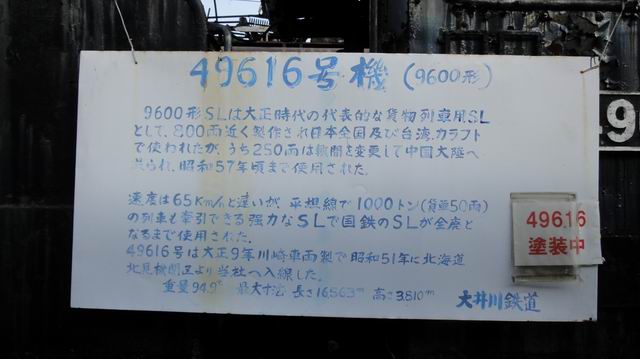 49616号機(9600形)
9600形SLは大正時代の代表的な貨物列車用SL
として、800両近く製作され日本全国及び台湾、カラフト
で使われたが、うち250両は軌間を変更して中国大陸へ
送られ、昭和57年頃まで使用された。
速度は65Km/hと遅いが、平坦線で1000トン(貨車50両)
の列車も牽引できる強力なSLで国鉄のSLが全廃と
なるまで使用された。
49616号は大正9年川崎車両製で昭和51年に北海道
北見機関区より当社へ入線した。
重量94.9t 最大寸法 長さ16,563mm 高さ3,810mm 大井川鉄道
49616
塗装中
49